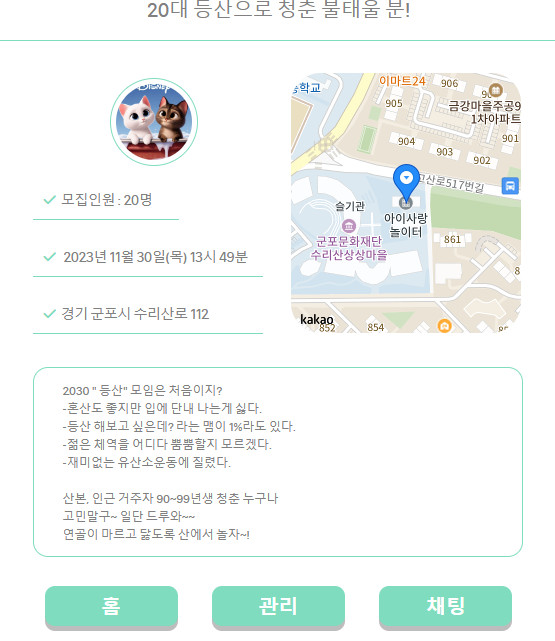 20대 등산으로 청춘 불태울 분!
모집인원 : 20명
2023년 11월 30일(목) 13시 49분
경기 군포시 수리산로 112
이마트24
906
905
금강마을주공9
1차아파트
904
901
903
902
고산로517번길
슬기관
아이사랑
놀이터
군포문화재단
수리산상상마을
861
kakao
852
854
905
2030 " 등산" 모임은 처음이지?
-혼산도 좋지만 입에 단내 나는게 싫다.
-등산 해보고 싶은데? 라는 맴이 1%라도 있다.
-젊은 체역을 어디다 뿜뿜할지 모르겠다.
-재미없는 유산소운동에 질렸다.
산본, 인근 거주자 90~99년생 청춘 누구나
고민말구~ 일단 드루와~~
연골이 마르고 닳도록 산에서 놀자~!
홈
관리
채팅